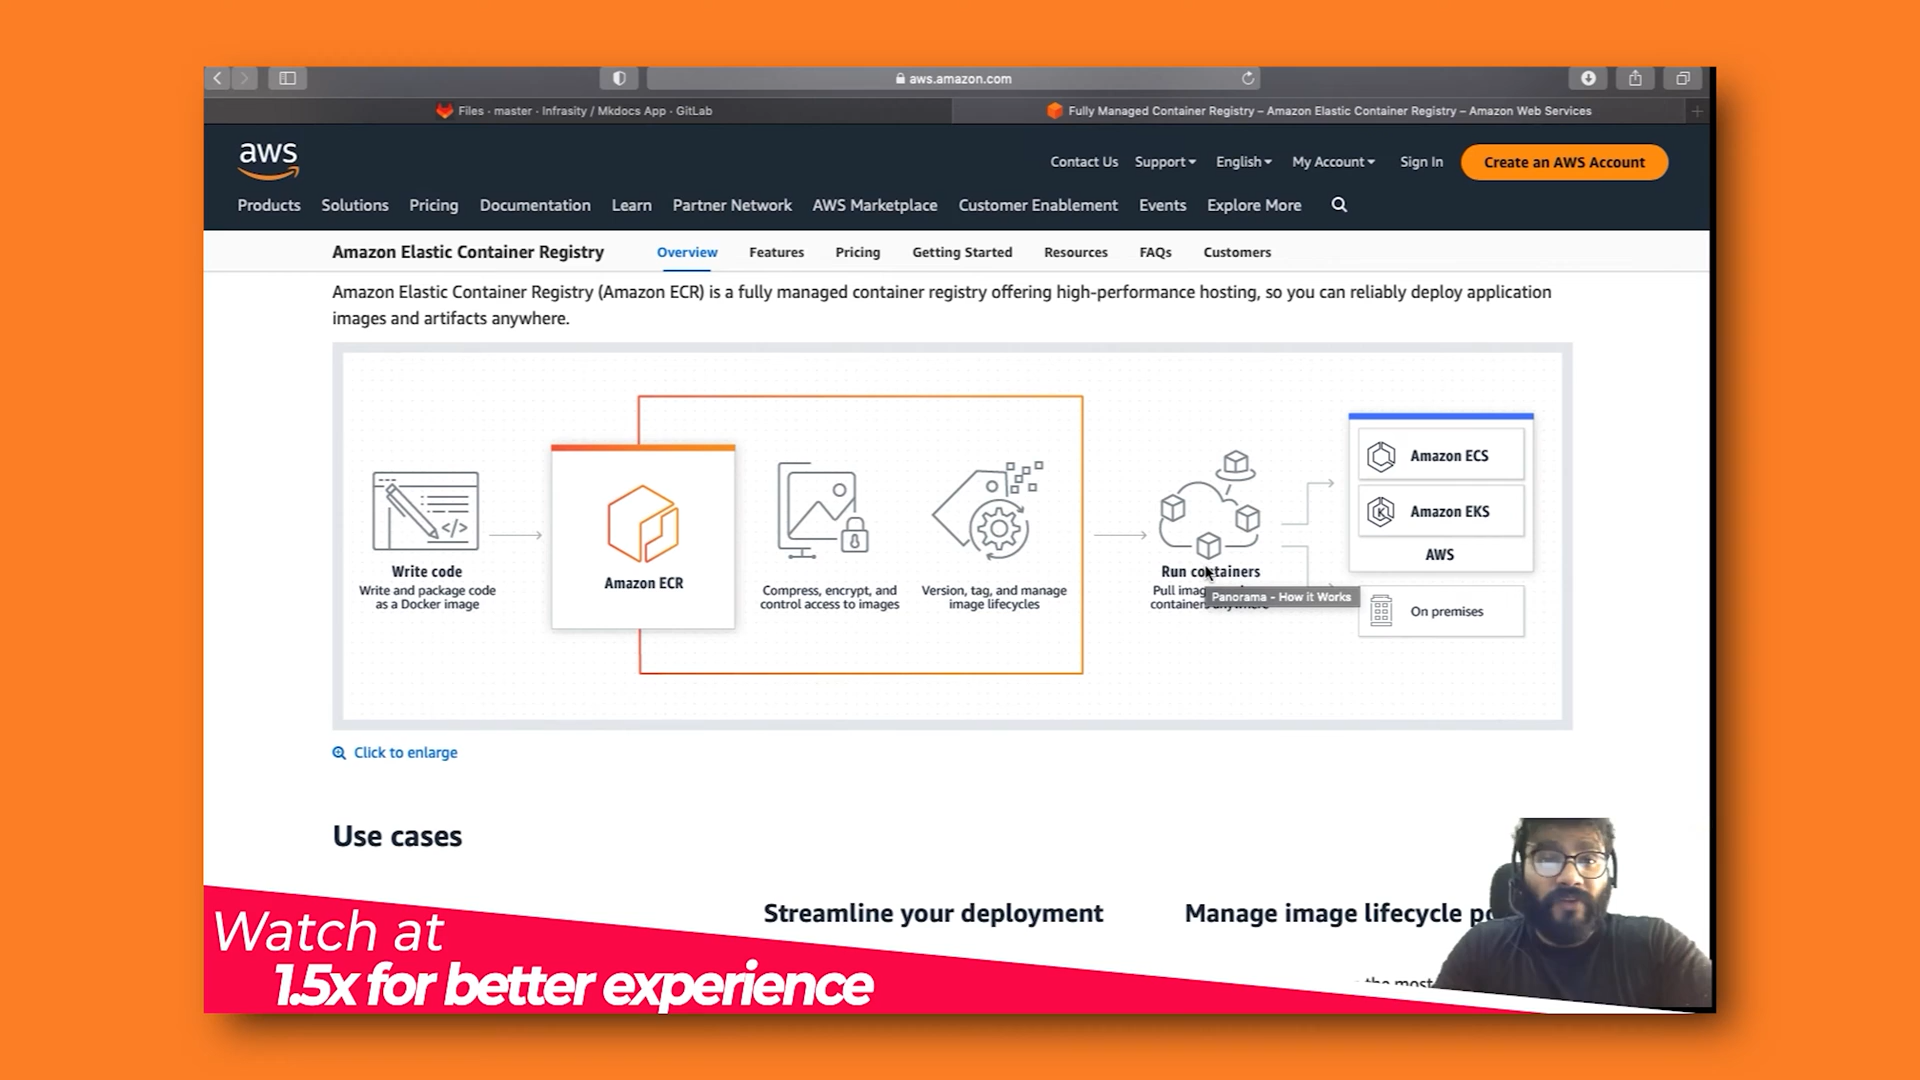 aws.amazon.com
Files · master · Infrasity / Mkdocs App · GitLab
Fully Managed Container Registry – Amazon Elastic Container Registry – Amazon Web Services
aws
Contact Us Support English My Account Sign In Create an AWS Account
Products Solutions Pricing Documentation Learn Partner Network AWS Marketplace Customer Enablement Events Explore More
Amazon Elastic Container Registry Overview Features Pricing Getting Started Resources FAQs Customers
Amazon Elastic Container Registry (Amazon ECR) is a fully managed container registry offering high-performance hosting, so you can reliably deploy application
images and artifacts anywhere.
Write code
Write and package code
as a Docker image
Amazon ECR
Compress, encrypt, and
control access to images
Version, tag, and manage
image lifecycles
Run containers
Pull
containers
Panorama - How it Works
Amazon ECS
Amazon EKS
AWS
On premises
Click to enlarge
Use cases
Streamline your deployment
Manage image lifecycle
the most
Watch at
1.5x for better experience